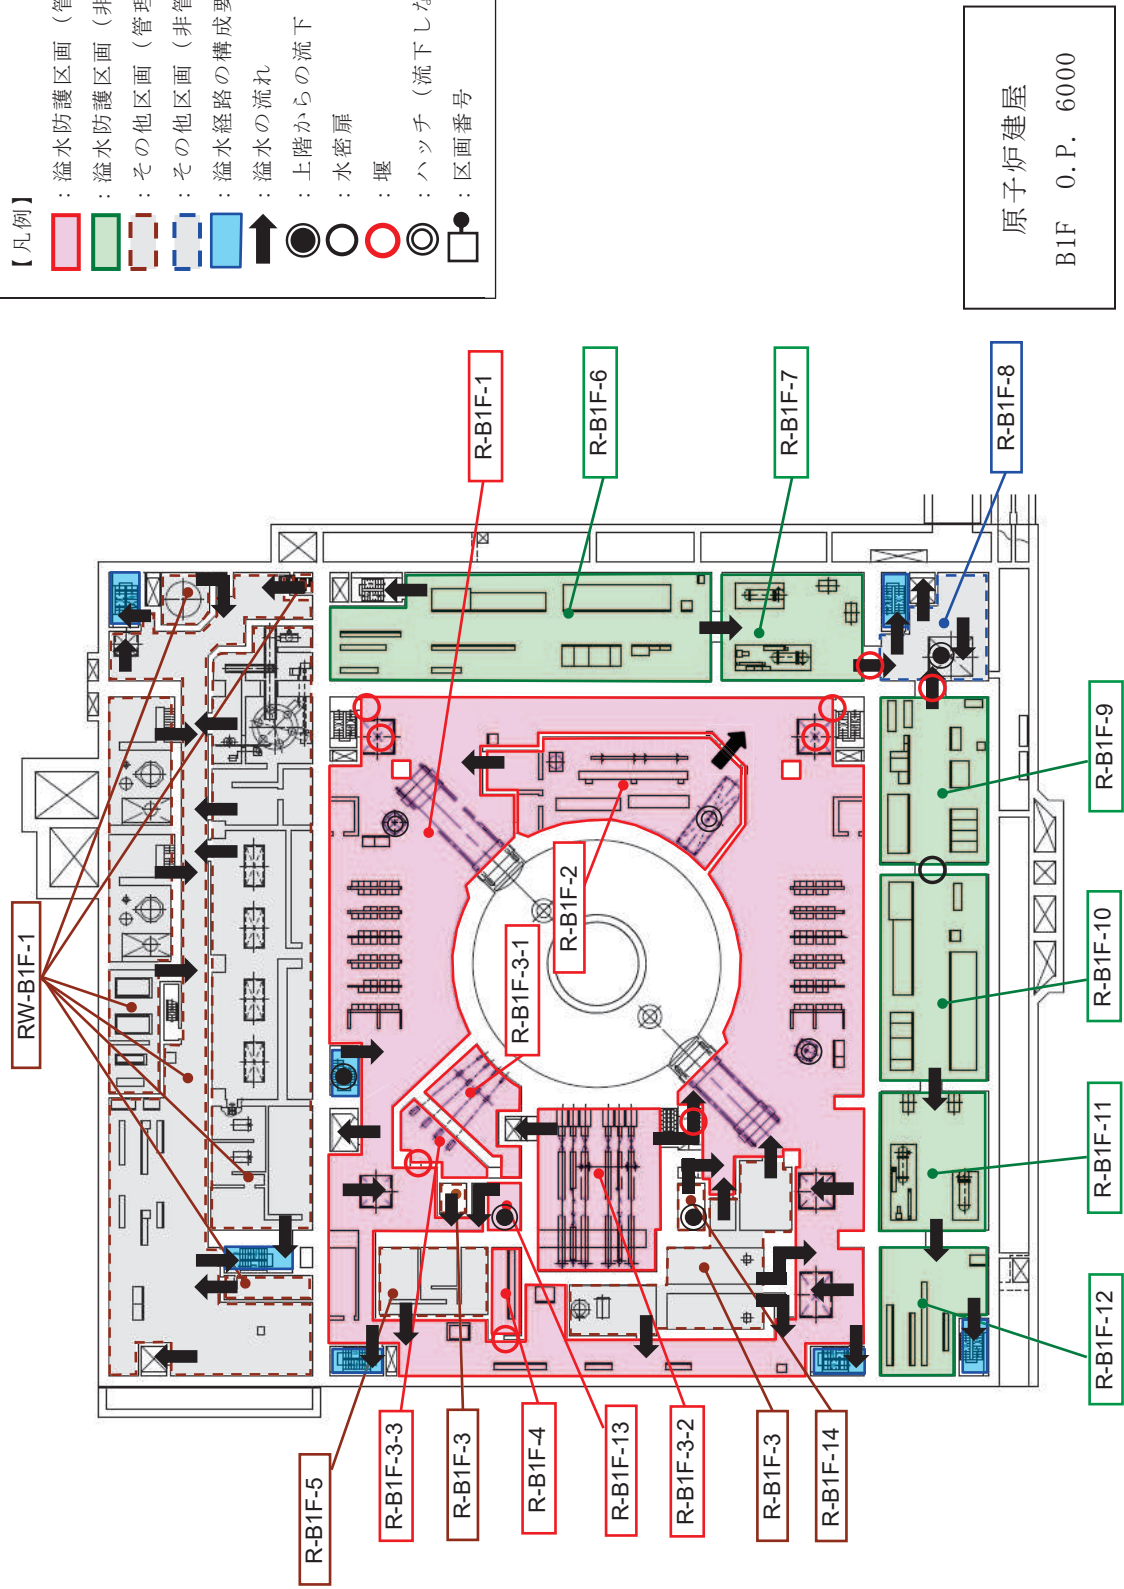 【凡例】
：溢水防護区画（管
：溢水防護区画（非
：その他区画（管理
：その他区画（非管
：溢水経路の構成要
：溢水の流れ
：上階からの流下
：水密扉
：堰
：ハッチ（流下しな
：区画番号
原子炉建屋
B1F O.P. 6000
RW-B1F-1
R-B1F-1
R-B1F-6
R-B1F-7
R-B1F-8
R-B1F-2
R-B1F-3-1
R-B1F-9
R-B1F-10
R-B1F-11
R-B1F-12
R-B1F-5
R-B1F-3-3
R-B1F-3
R-B1F-4
R-B1F-13
R-B1F-3-2
R-B1F-3
R-B1F-14